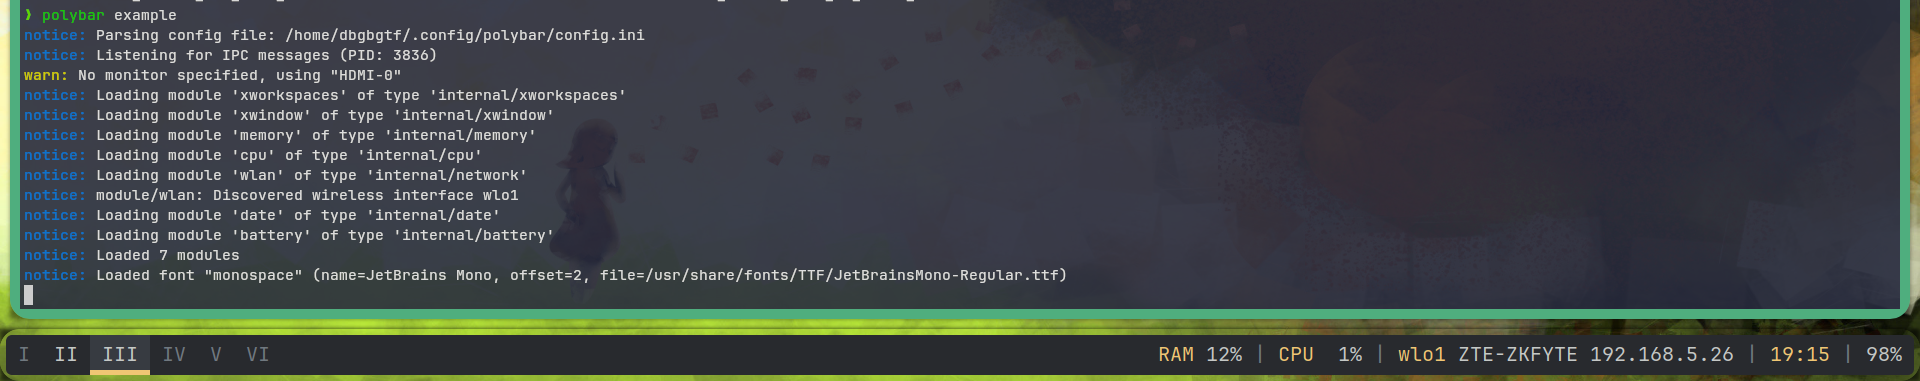 ❯ polybar example
notice: Parsing config file: /home/dbgbgtf/.config/polybar/config.ini
notice: Listening for IPC messages (PID: 3836)
warn: No monitor specified, using "HDMI-0"
notice: Loading module 'xworkspaces' of type 'internal/xworkspaces'
notice: Loading module 'xwindow' of type 'internal/xwindow'
notice: Loading module 'memory' of type 'internal/memory'
notice: Loading module 'cpu' of type 'internal/cpu'
notice: Loading module 'wlan' of type 'internal/network'
notice: module/wlan: Discovered wireless interface wlo1
notice: Loading module 'date' of type 'internal/date'
notice: Loading module 'battery' of type 'internal/battery'
notice: Loaded 7 modules
notice: Loaded font "monospace" (name=JetBrains Mono, offset=2, file=/usr/share/fonts/TTF/JetBrainsMono-Regular.ttf)
I II III IV V VI RAM 12% | CPU 1% | wlo1 ZTE-ZKFYTE 192.168.5.26 | 19:15 | 98%